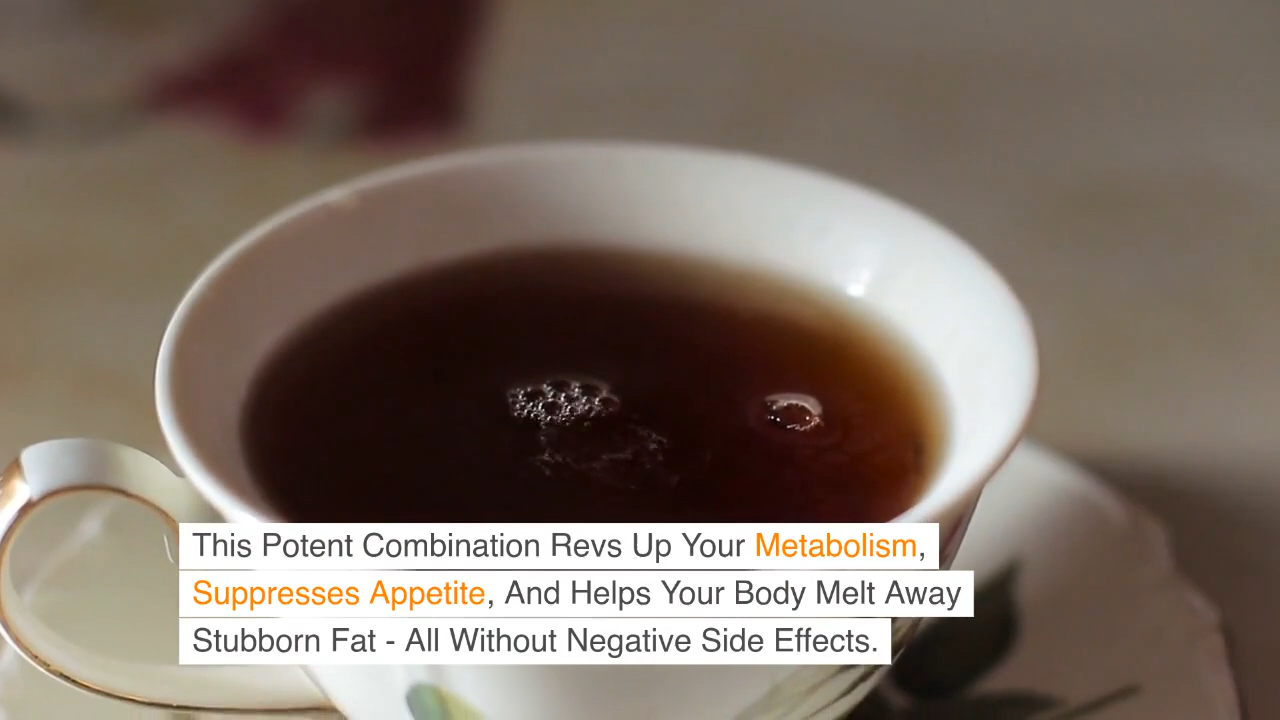 This Potent Combination Revs Up Your Metabolism,
Suppresses Appetite, And Helps Your Body Melt Away
Stubborn Fat - All Without Negative Side Effects.